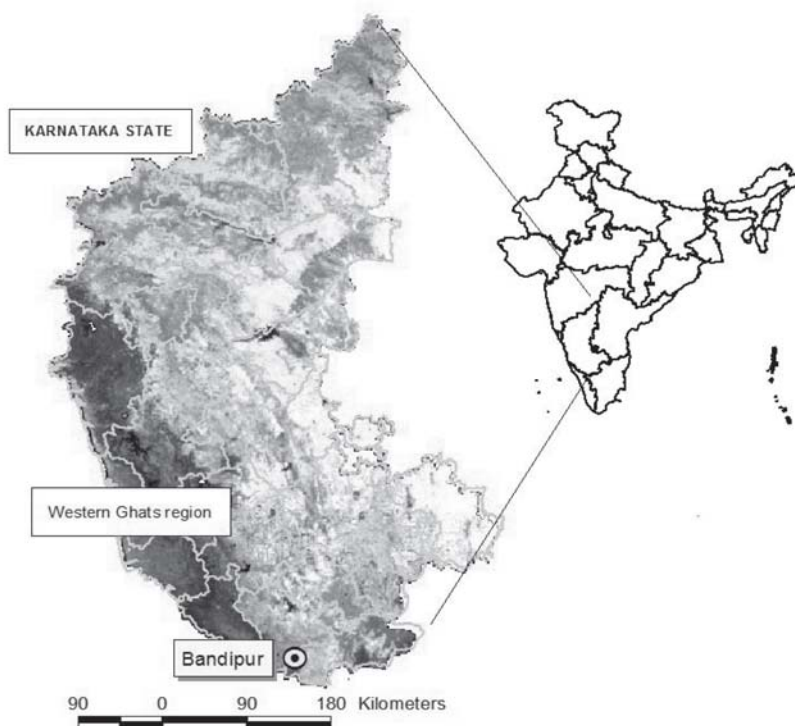 KARNATAKA STATE
Western Ghats region
Bandipur
90 0 90 180 Kilometers